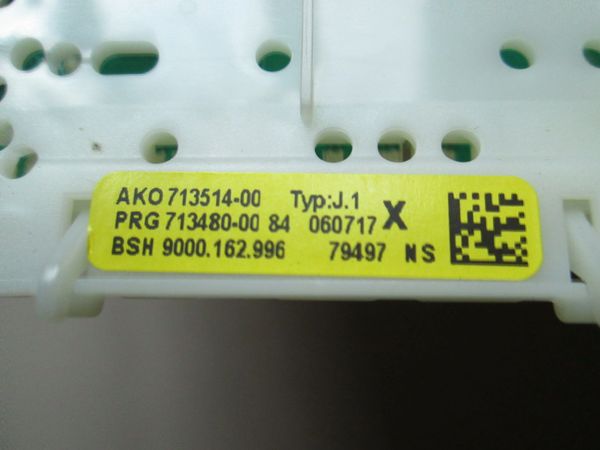 AKO 713514-00 Typ:J.1
PRG 713480-00 84 060717 X
BSH 9000.162.996 79497 NS